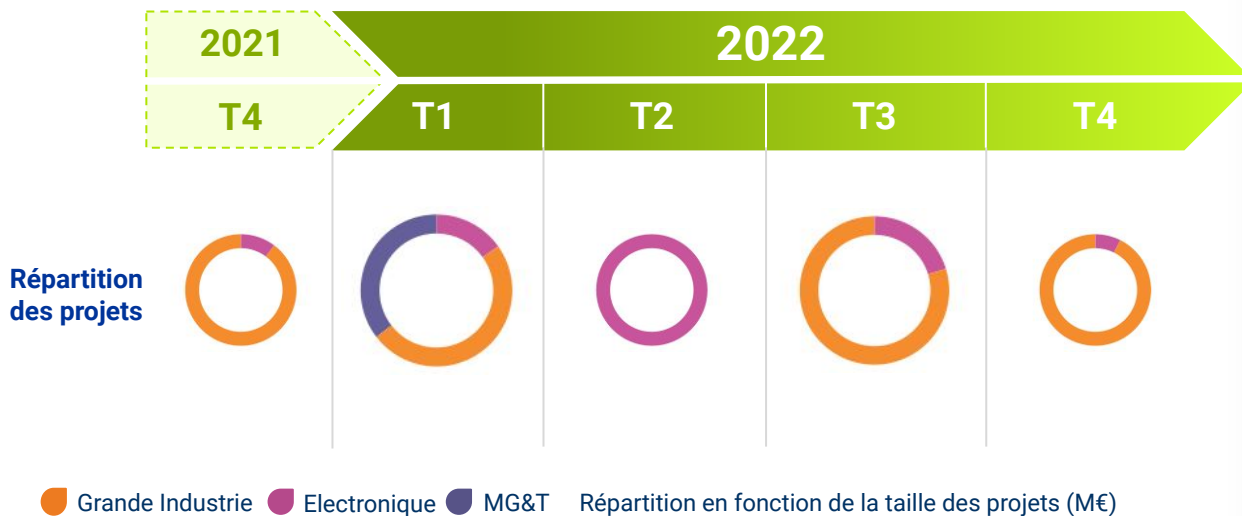 2021
2022
T4
T1
T2
T3
T4
Répartition
des projets
Grande Industrie
Electronique
MG&T
Répartition en fonction de la taille des projets (M€)